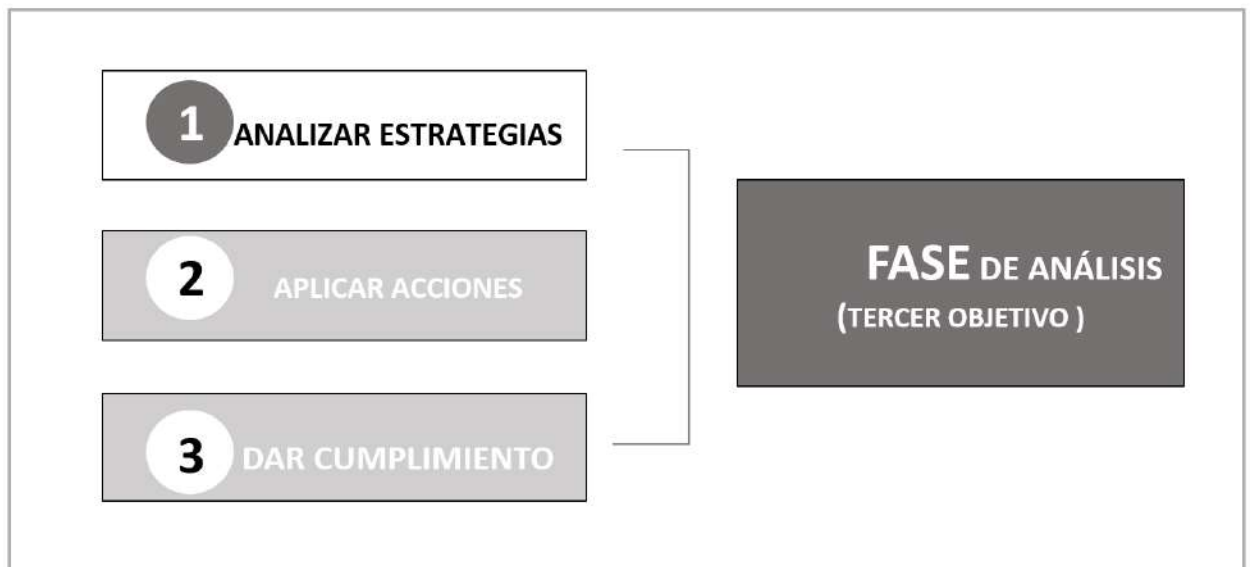 1 ANALIZAR ESTRATEGIAS
2 APLICAR ACCIONES
3 DAR CUMPLIMIENTO
FASE DE ANÁLISIS
(TERCER OBJETIVO )